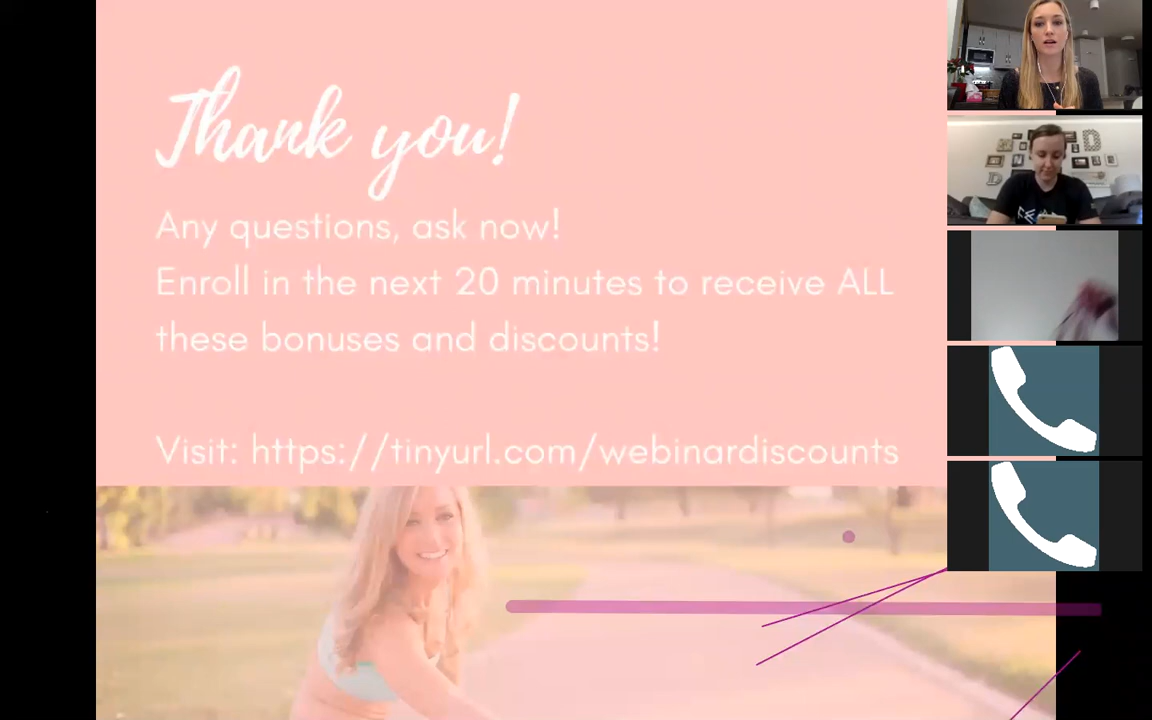 Thank you!
Any questions, ask now!
Enroll in the next 20 minutes to receive ALL
these bonuses and discounts!
Visit: https://tinyurl.com/webinardiscounts